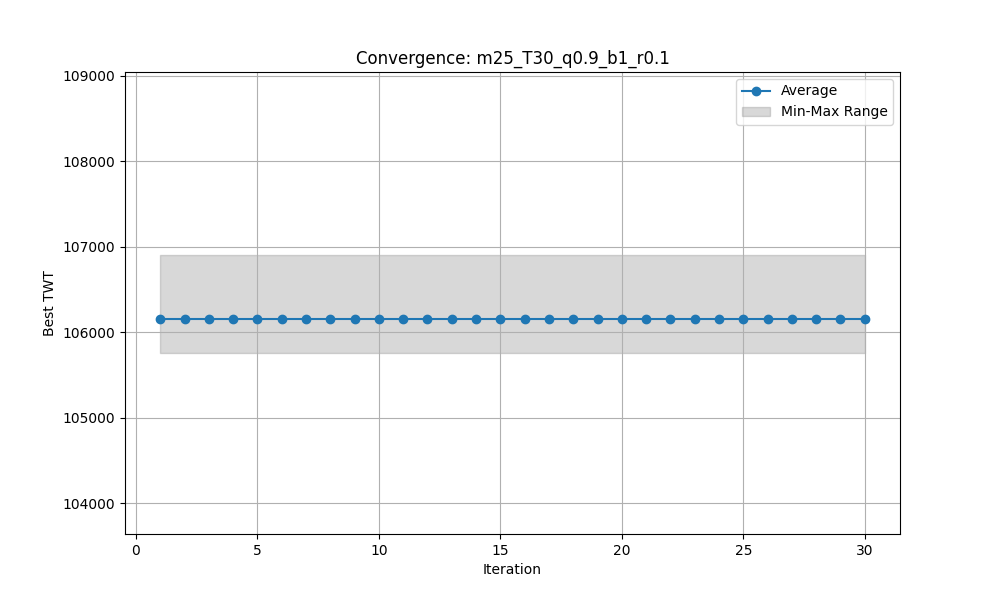 Convergence: m25_T30_q0.9_b1_r0.1
Average
Min-Max Range
109000
108000
107000
106000
105000
104000
Best TWT
0 5 10 15 20 25 30
Iteration